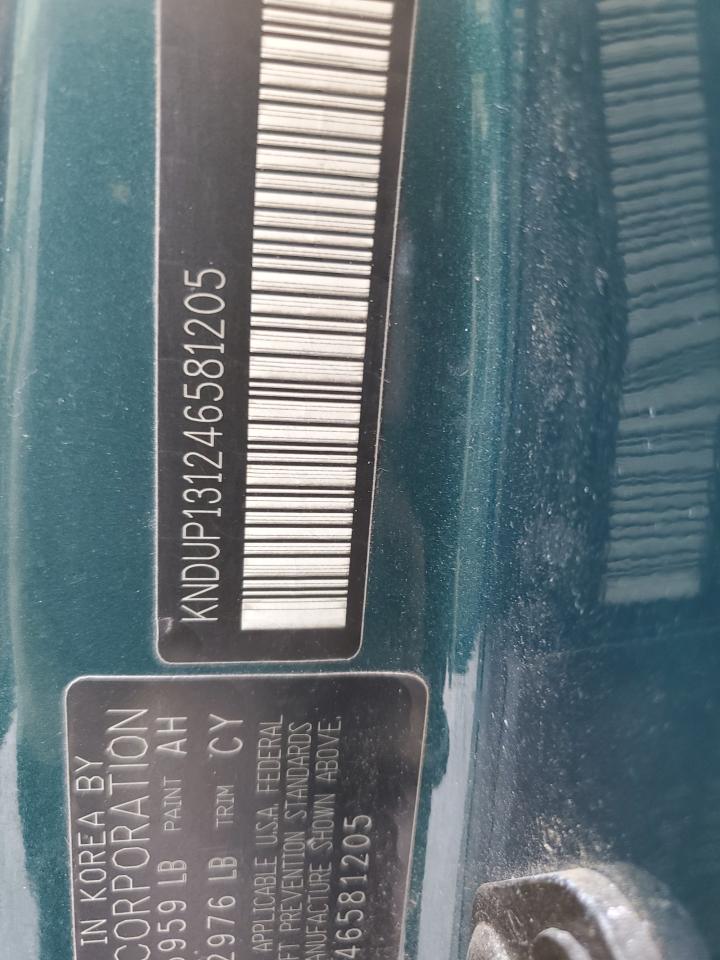 KNDUP131246581205
IN KOREA BY
CORPORATION
5959 LB PAINT AH
2976 LB TRIM CY
APPLICABLE U.S.A. FEDERAL
FT PREVENTION STANDARDS
ANUFACTURE SHOWN ABOVE.
46581205